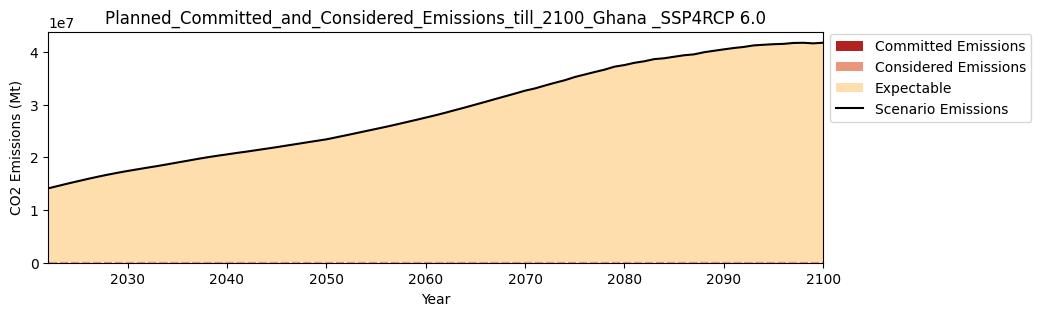 Planned_Committed_and_Considered_Emissions_till_2100_Ghana _SSP4RCP 6.0
1e7
4
3
2
1
0
CO2 Emissions (Mt)
2030 2040 2050 2060 2070 2080 2090 2100
Year
Committed Emissions
Considered Emissions
Expectable
Scenario Emissions